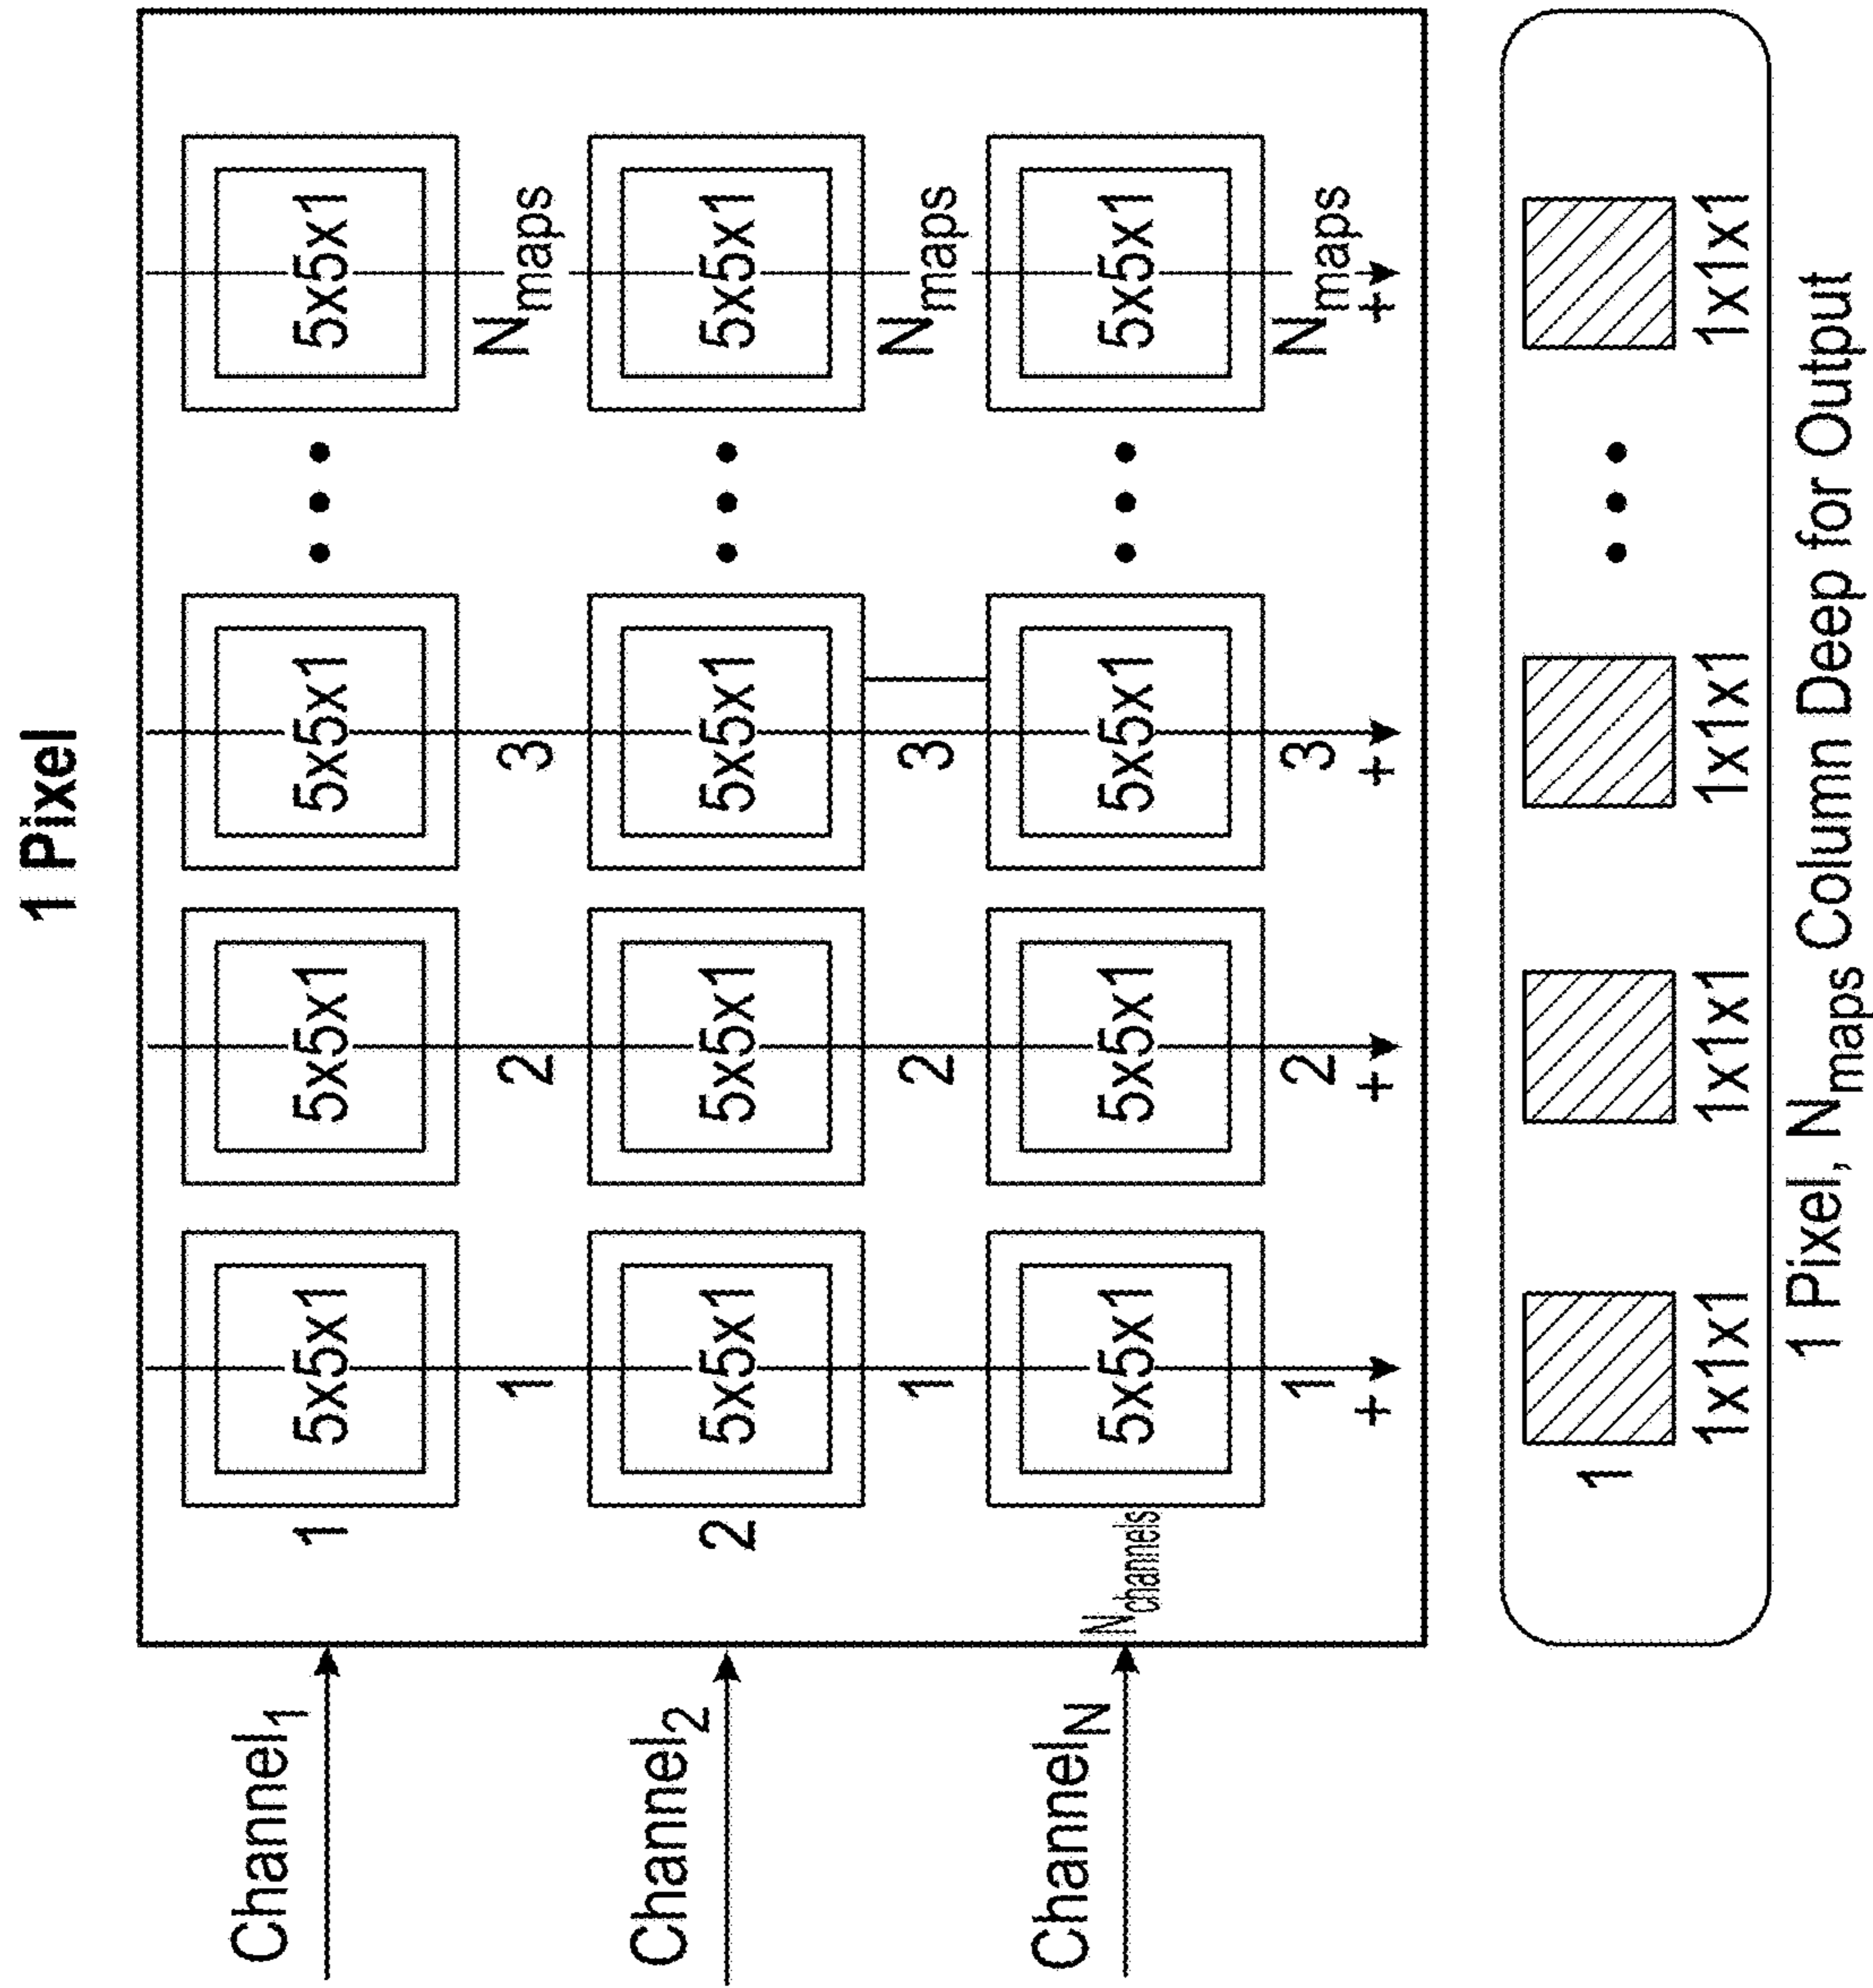 1 Pixel
Channel1
1 5x5x1 5x5x1 5x5x1 • • • 5x5x1
1 2 3 Nmaps
Channel2
2 5x5x1 5x5x1 5x5x1 • • • 5x5x1
1 2 3 Nmaps
ChannelN
Nchannels 5x5x1 5x5x1 5x5x1 • • • 5x5x1
1 2 3 Nmaps
+ + + +
1 • • •
1x1x1 1x1x1 1x1x1 1x1x1
1 Pixel, Nmaps Column Deep for Output